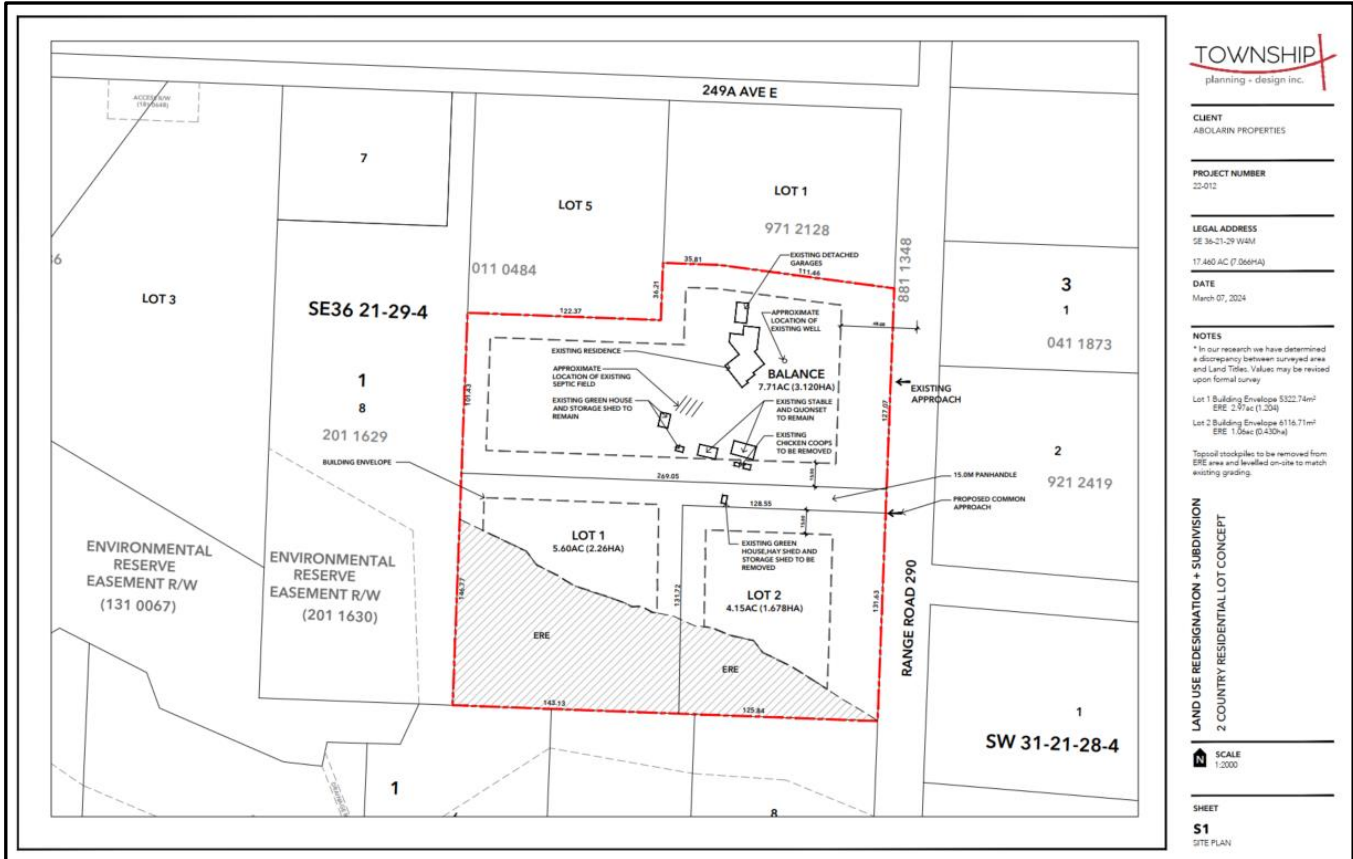 249A AVE E
ACCESS R/W
7
LOT 5
LOT 1
971 2128
LOT 3
SE36 21-29-4
1
8
201 1629
011 0484
881 1348
3
1
041 1873
2
921 2419
35.81
111.46
36.21
122.37
101.43
127.07
EXISTING DETACHED
GARAGES
APPROXIMATE
LOCATION OF
EXISTING WELL
EXISTING RESIDENCE
APPROXIMATE
LOCATION OF EXISTING
SEPTIC FIELD
EXISTING GREEN HOUSE
AND STORAGE SHED TO
REMAIN
BALANCE
7.71AC (3.120HA)
EXISTING STABLE
AND QUONSET
TO REMAIN
EXISTING
CHICKEN COOPS
TO BE REMOVED
EXISTING
APPROACH
BUILDING ENVELOPE
269.05
15.0M PANHANDLE
PROPOSED COMMON
APPROACH
128.55
EXISTING GREEN
HOUSE,HAY SHED AND
STORAGE SHED TO BE
REMOVED
LOT 1
5.60AC (2.26HA)
LOT 2
4.15AC (1.678HA)
146.77
131.72
131.63
ERE
ERE
143.13
125.84
ENVIRONMENTAL
RESERVE
EASEMENT R/W
(131 0067)
ENVIRONMENTAL
RESERVE
EASEMENT R/W
(201 1630)
RANGE ROAD 290
1
SW 31-21-28-4
1
8
TOWNSHIP
planning + design inc.
CLIENT
ABOLARIN PROPERTIES
PROJECT NUMBER
22-012
LEGAL ADDRESS
SE 36-21-29 W4M
17.460 AC (7.066HA)
DATE
March 07, 2024
NOTES
* In our research we have determined
a discrepancy between surveyed area
and Land Titles. Values may be revised
upon formal survey
Lot 1 Building Envelope 5322.74m²
ERE 2.97ac (1.204)
Lot 2 Building Envelope 6116.71m²
ERE 1.06ac (0.430ha)
Topsoil stockpiles to be removed from
ERE area and levelled on-site to match
existing grading.
LAND USE REDESIGNATION + SUBDIVISION
2 COUNTRY RESIDENTIAL LOT CONCEPT
N
SCALE
1:2000
SHEET
S1
SITE PLAN